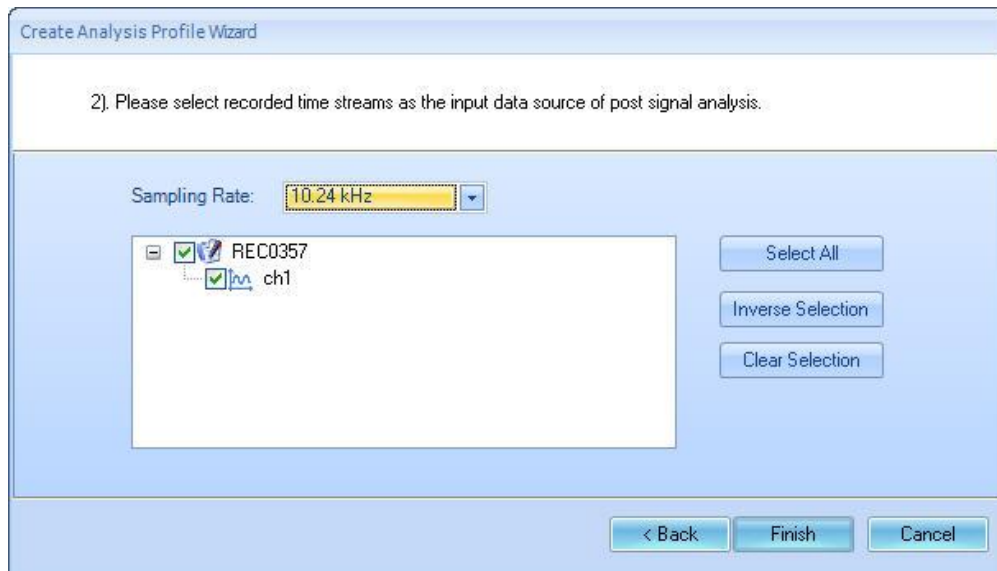 Create Analysis Profile Wizard
2). Please select recorded time streams as the input data source of post signal analysis.
Sampling Rate: 10.24 kHz
REC0357
ch1
Select All
Inverse Selection
Clear Selection
< Back Finish Cancel